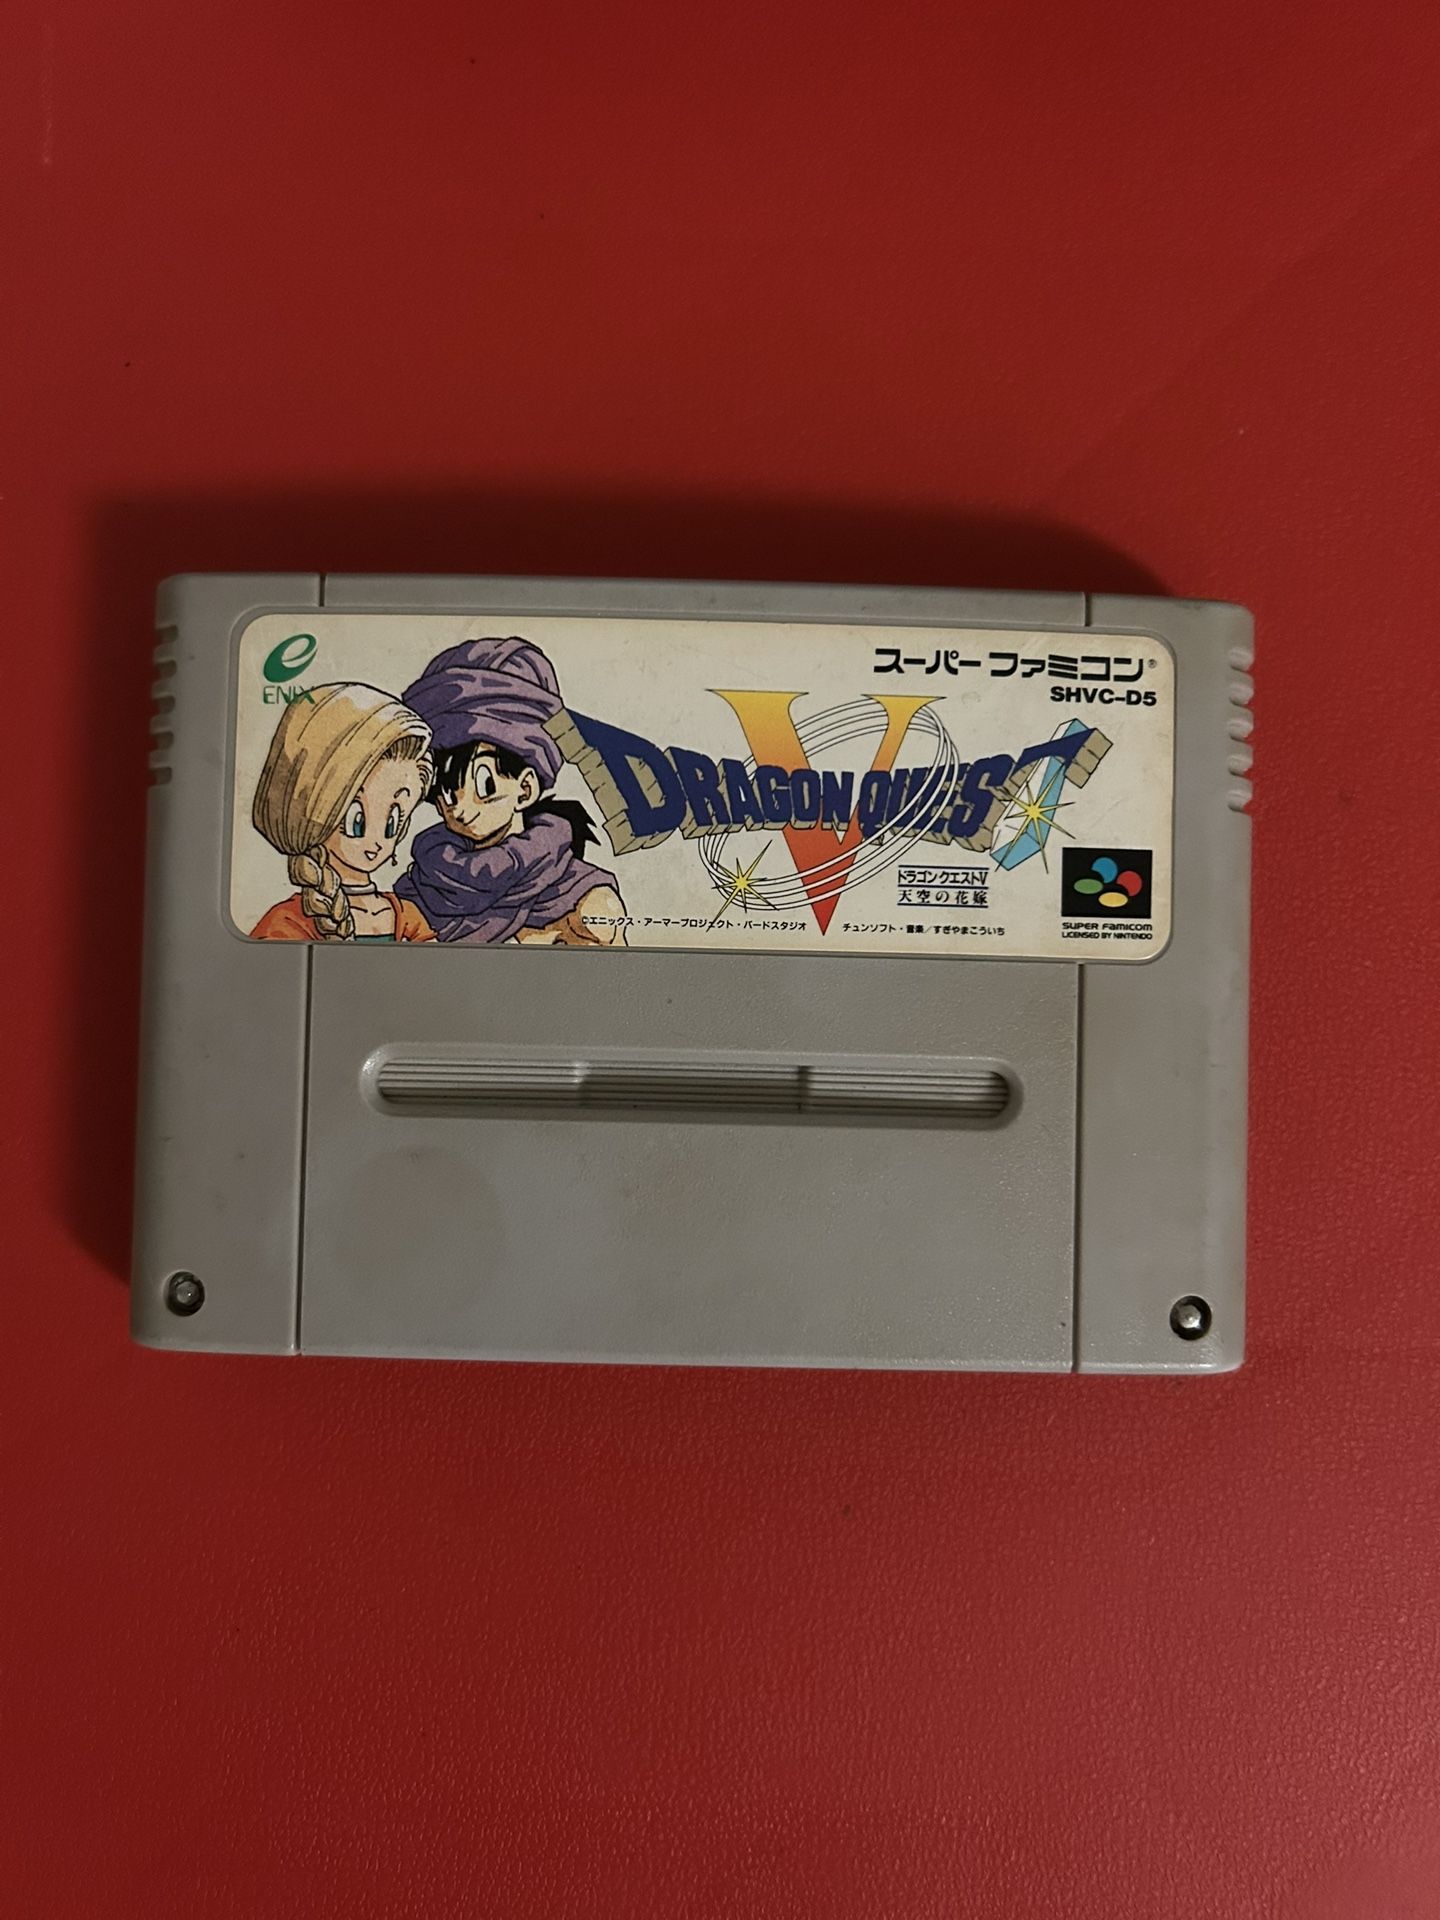 ENIX
スーパーファミコン®
SHVC-D5
DRAGON QUEST
V
ドラゴンクエストV
天空の花嫁
©エニックス・アーマープロジェクト・バードスタジオ チュンソフト・音楽/すぎやまこういち
SUPER FAMICOM
LICENSED BY NINTENDO